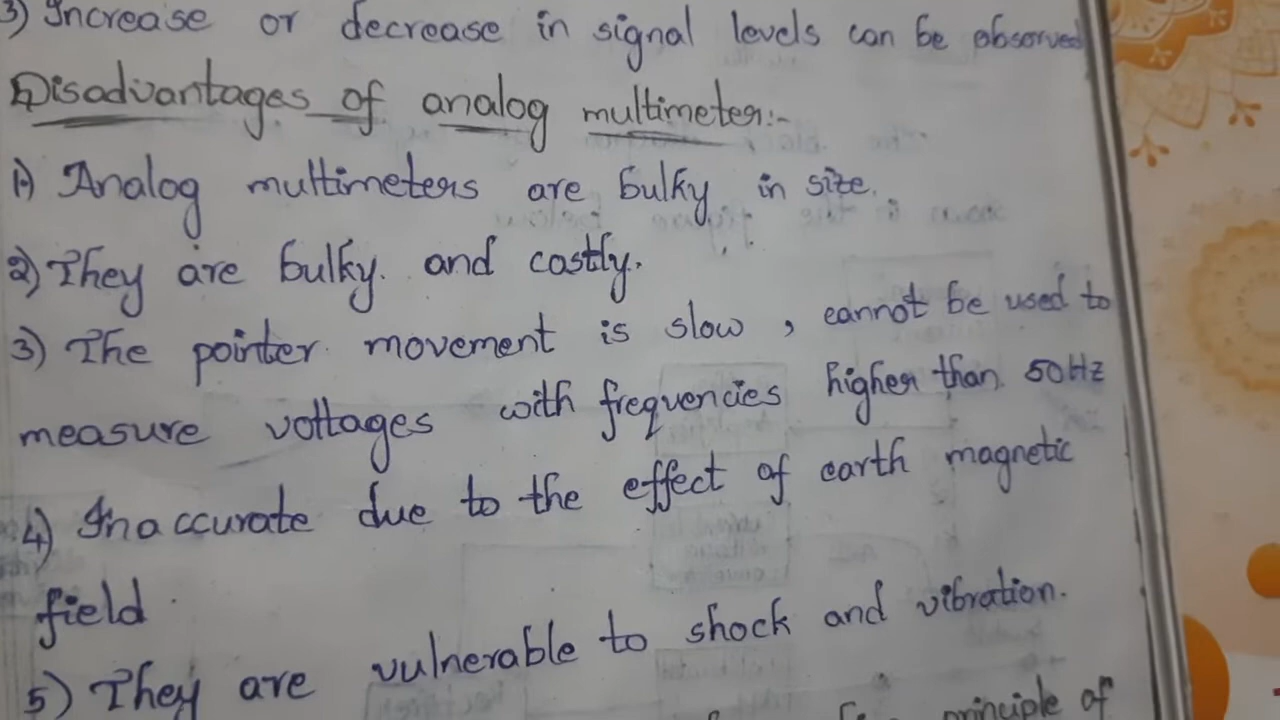 3) Increase or decrease in signal levels can be observed
Disadvantages of analog multimeter:-
1) Analog multimeters are bulky in size.
2) They are bulky. and costly.
3) The pointer movement is slow, cannot be used to
measure voltages with frequencies higher than 50Hz
4) Inaccurate due to the effect of earth magnetic
field.
5) They are vulnerable to shock and vibration.
principle of